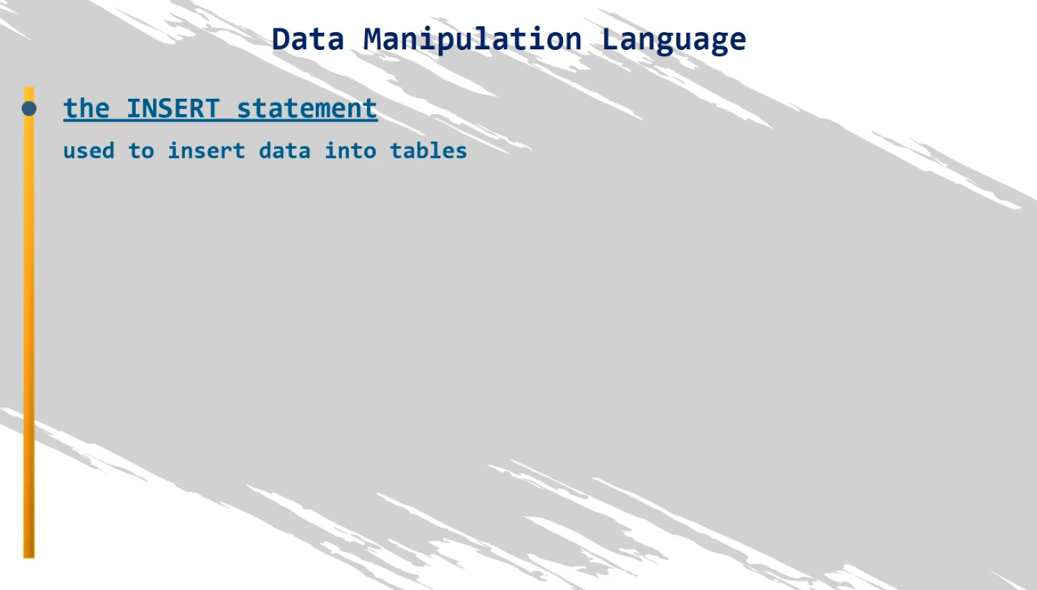 Data Manipulation Language
the INSERT statement
used to insert data into tables